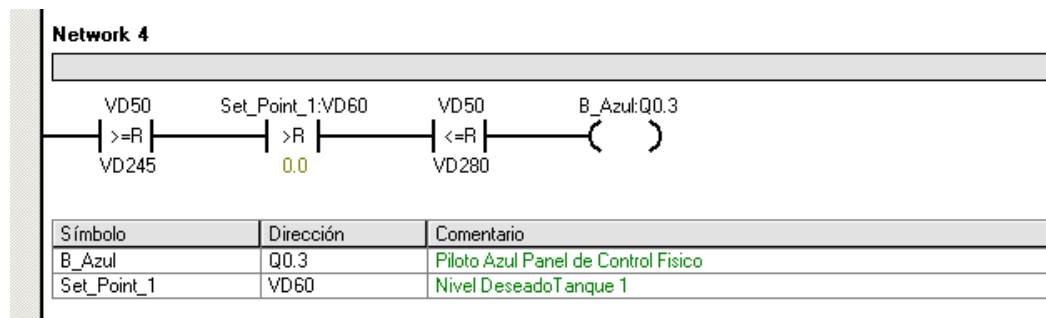 Network 4
VD50 Set_Point_1:VD60 VD50 B_Azul:Q0.3
>=R >R <=R
VD245 0.0 VD280
Símbolo Dirección Comentario
B_Azul Q0.3 Piloto Azul Panel de Control Fisico
Set_Point_1 VD60 Nivel DeseadoTanque 1